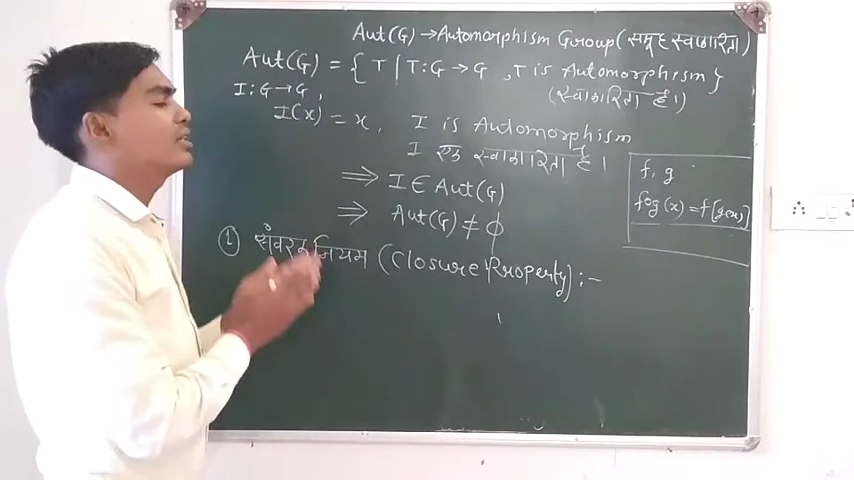 Aut(G) → Automorphism Group (समूह स्वाकारिता)
Aut(G) = { T | T: G → G , T is Automorphism }
(स्वाकारिता है।)
I: G → G ,
I(x) = x , I is Automorphism
I एक स्वाकारिता है।
⇒ I ∈ Aut(G)
⇒ Aut(G) ≠ ϕ
f, g
fog(x) = f[g(x)]
① संवरक नियम (Closure Property) :-